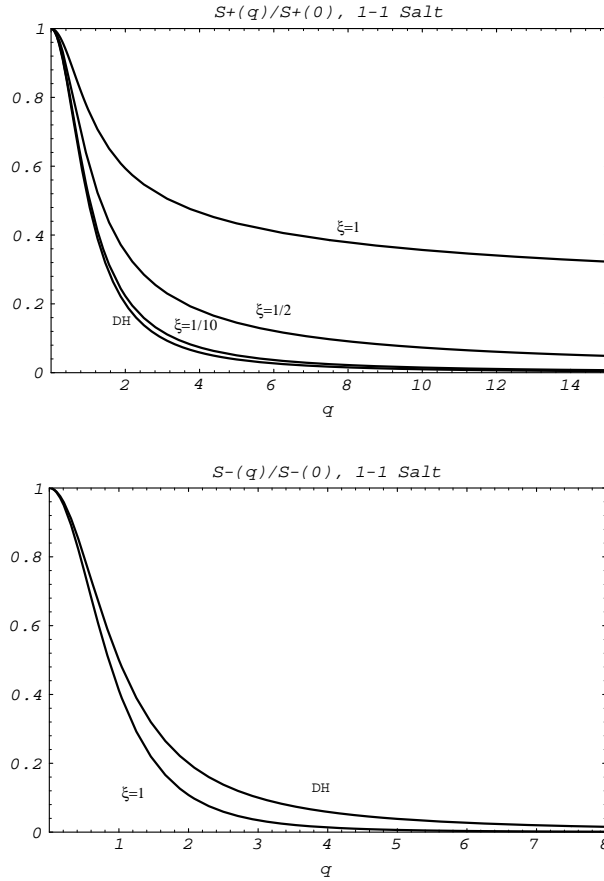 S+(q)/S+(0), 1-1 Salt
1
0.8
0.6
0.4
0.2
0
ξ=1
ξ=1/2
ξ=1/10
DH
2 4 6 8 10 12 14
q
S-(q)/S-(0), 1-1 Salt
1
0.8
0.6
0.4
0.2
0
DH
ξ=1
1 2 3 4 5 6 7 8
q